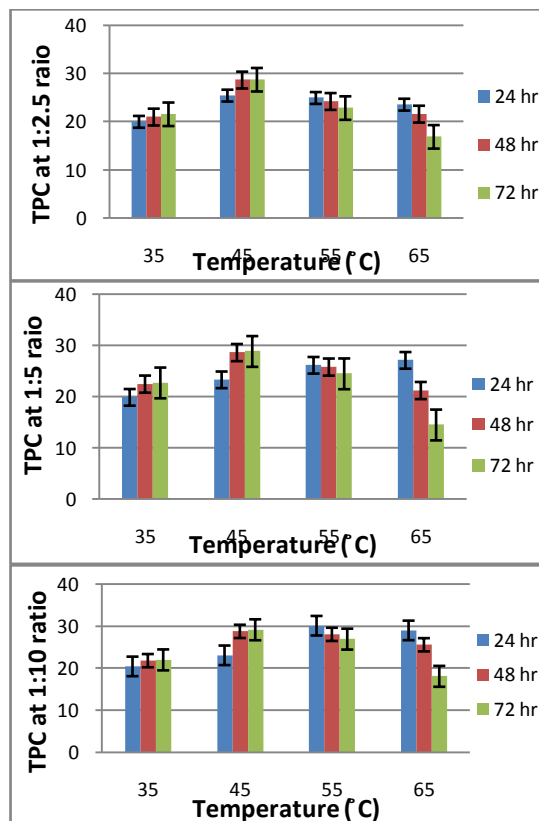 TPC at 1:2.5 raio
40
30
20
10
0
35
45
55
65
Temperature (°C)
24 hr
48 hr
72 hr
TPC at 1:5 raio
40
30
20
10
0
35
45
55
65
Temperature (°C)
24 hr
48 hr
72 hr
TPC at 1:10 ratio
40
30
20
10
0
35
45
55
65
Temperature (°C)
24 hr
48 hr
72 hr